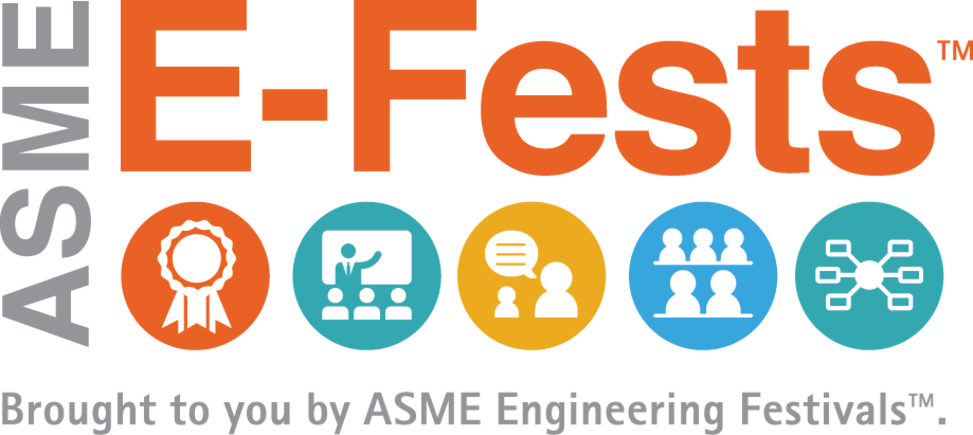 ASME
E-Fests™
Brought to you by ASME Engineering Festivals™.